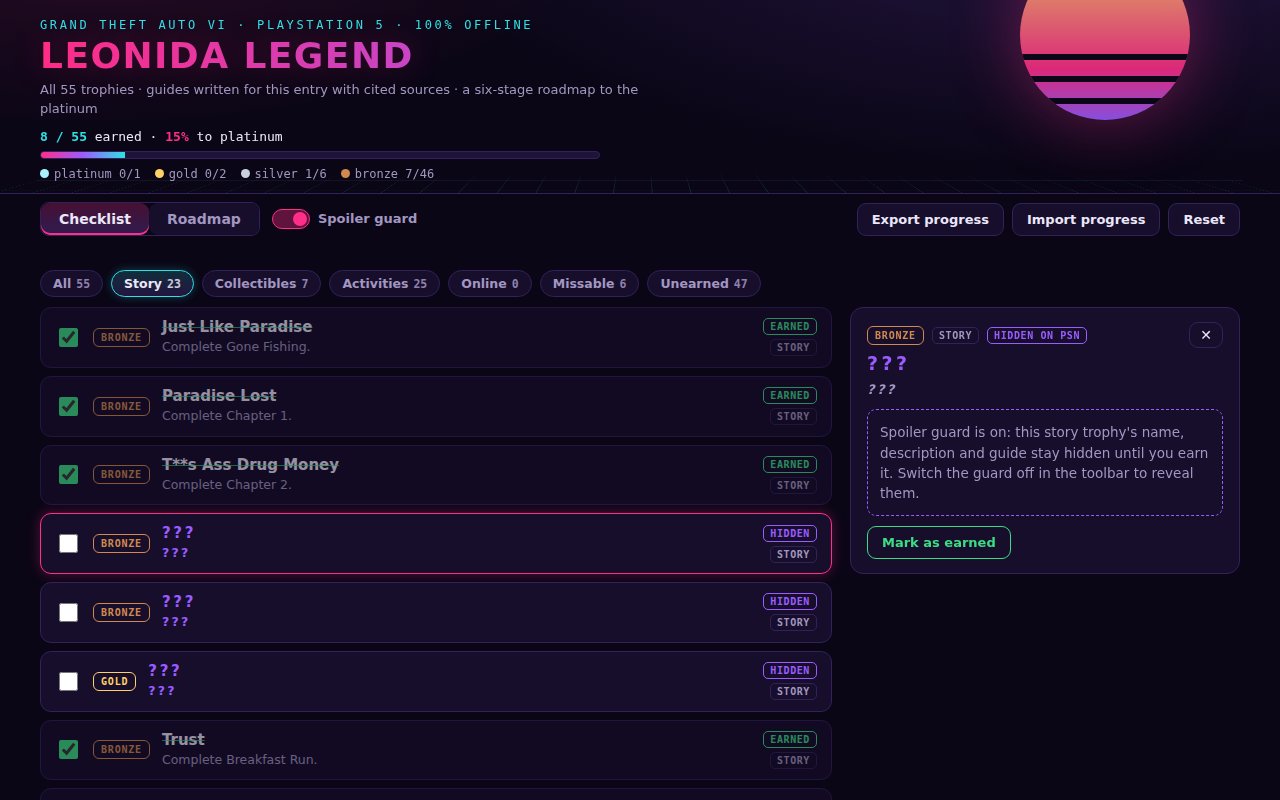 GRAND THEFT AUTO VI · PLAYSTATION 5 · 100% OFFLINE
LEONIDA LEGEND
All 55 trophies · guides written for this entry with cited sources · a six-stage roadmap to the
platinum
8 / 55 earned · 15% to platinum
platinum 0/1 gold 0/2 silver 1/6 bronze 7/46
Checklist Roadmap Spoiler guard Export progress Import progress Reset
All 55 Story 23 Collectibles 7 Activities 25 Online 0 Missable 6 Unearned 47
BRONZE Just Like Paradise EARNED
Complete Gone Fishing. STORY
BRONZE Paradise Lost EARNED
Complete Chapter 1. STORY
BRONZE T**s Ass Drug Money EARNED
Complete Chapter 2. STORY
BRONZE ??? HIDDEN
??? STORY
BRONZE ??? HIDDEN
??? STORY
GOLD ??? HIDDEN
??? STORY
BRONZE Trust EARNED
Complete Breakfast Run. STORY
BRONZE STORY HIDDEN ON PSN ✕
???
???
Spoiler guard is on: this story trophy's name,
description and guide stay hidden until you earn
it. Switch the guard off in the toolbar to reveal
them.
Mark as earned